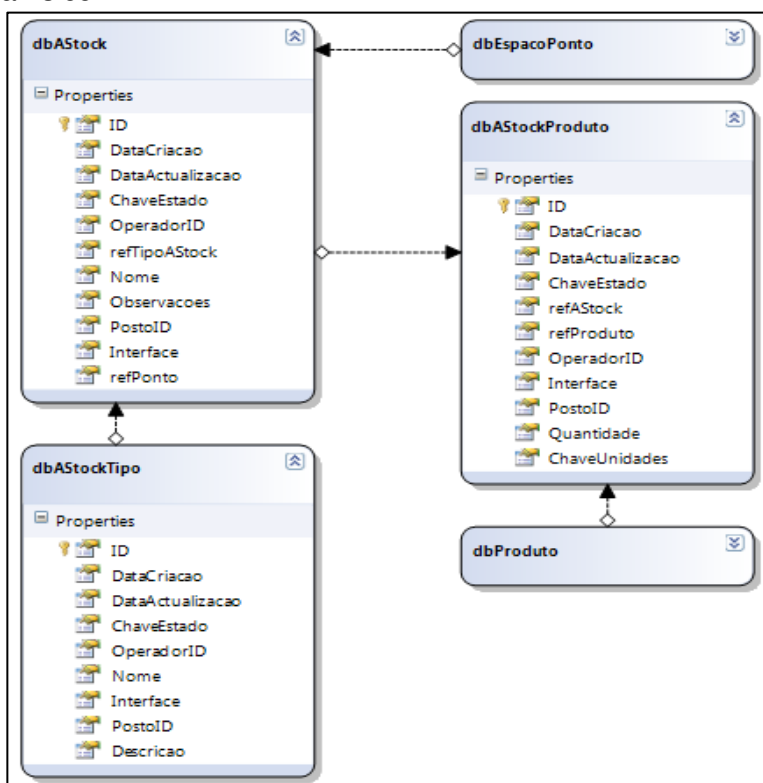 dbAStock
Properties
ID
DataCriacao
DataActualizacao
ChaveEstado
OperadorID
refTipoAStock
Nome
Observacoes
PostoID
Interface
refPonto
dbEspacoPonto
dbAStockProduto
Properties
ID
DataCriacao
DataActualizacao
ChaveEstado
refAStock
refProduto
OperadorID
Interface
PostoID
Quantidade
ChaveUnidades
dbAStockTipo
Properties
ID
DataCriacao
DataActualizacao
ChaveEstado
OperadorID
Nome
Interface
PostoID
Descricao
dbProduto